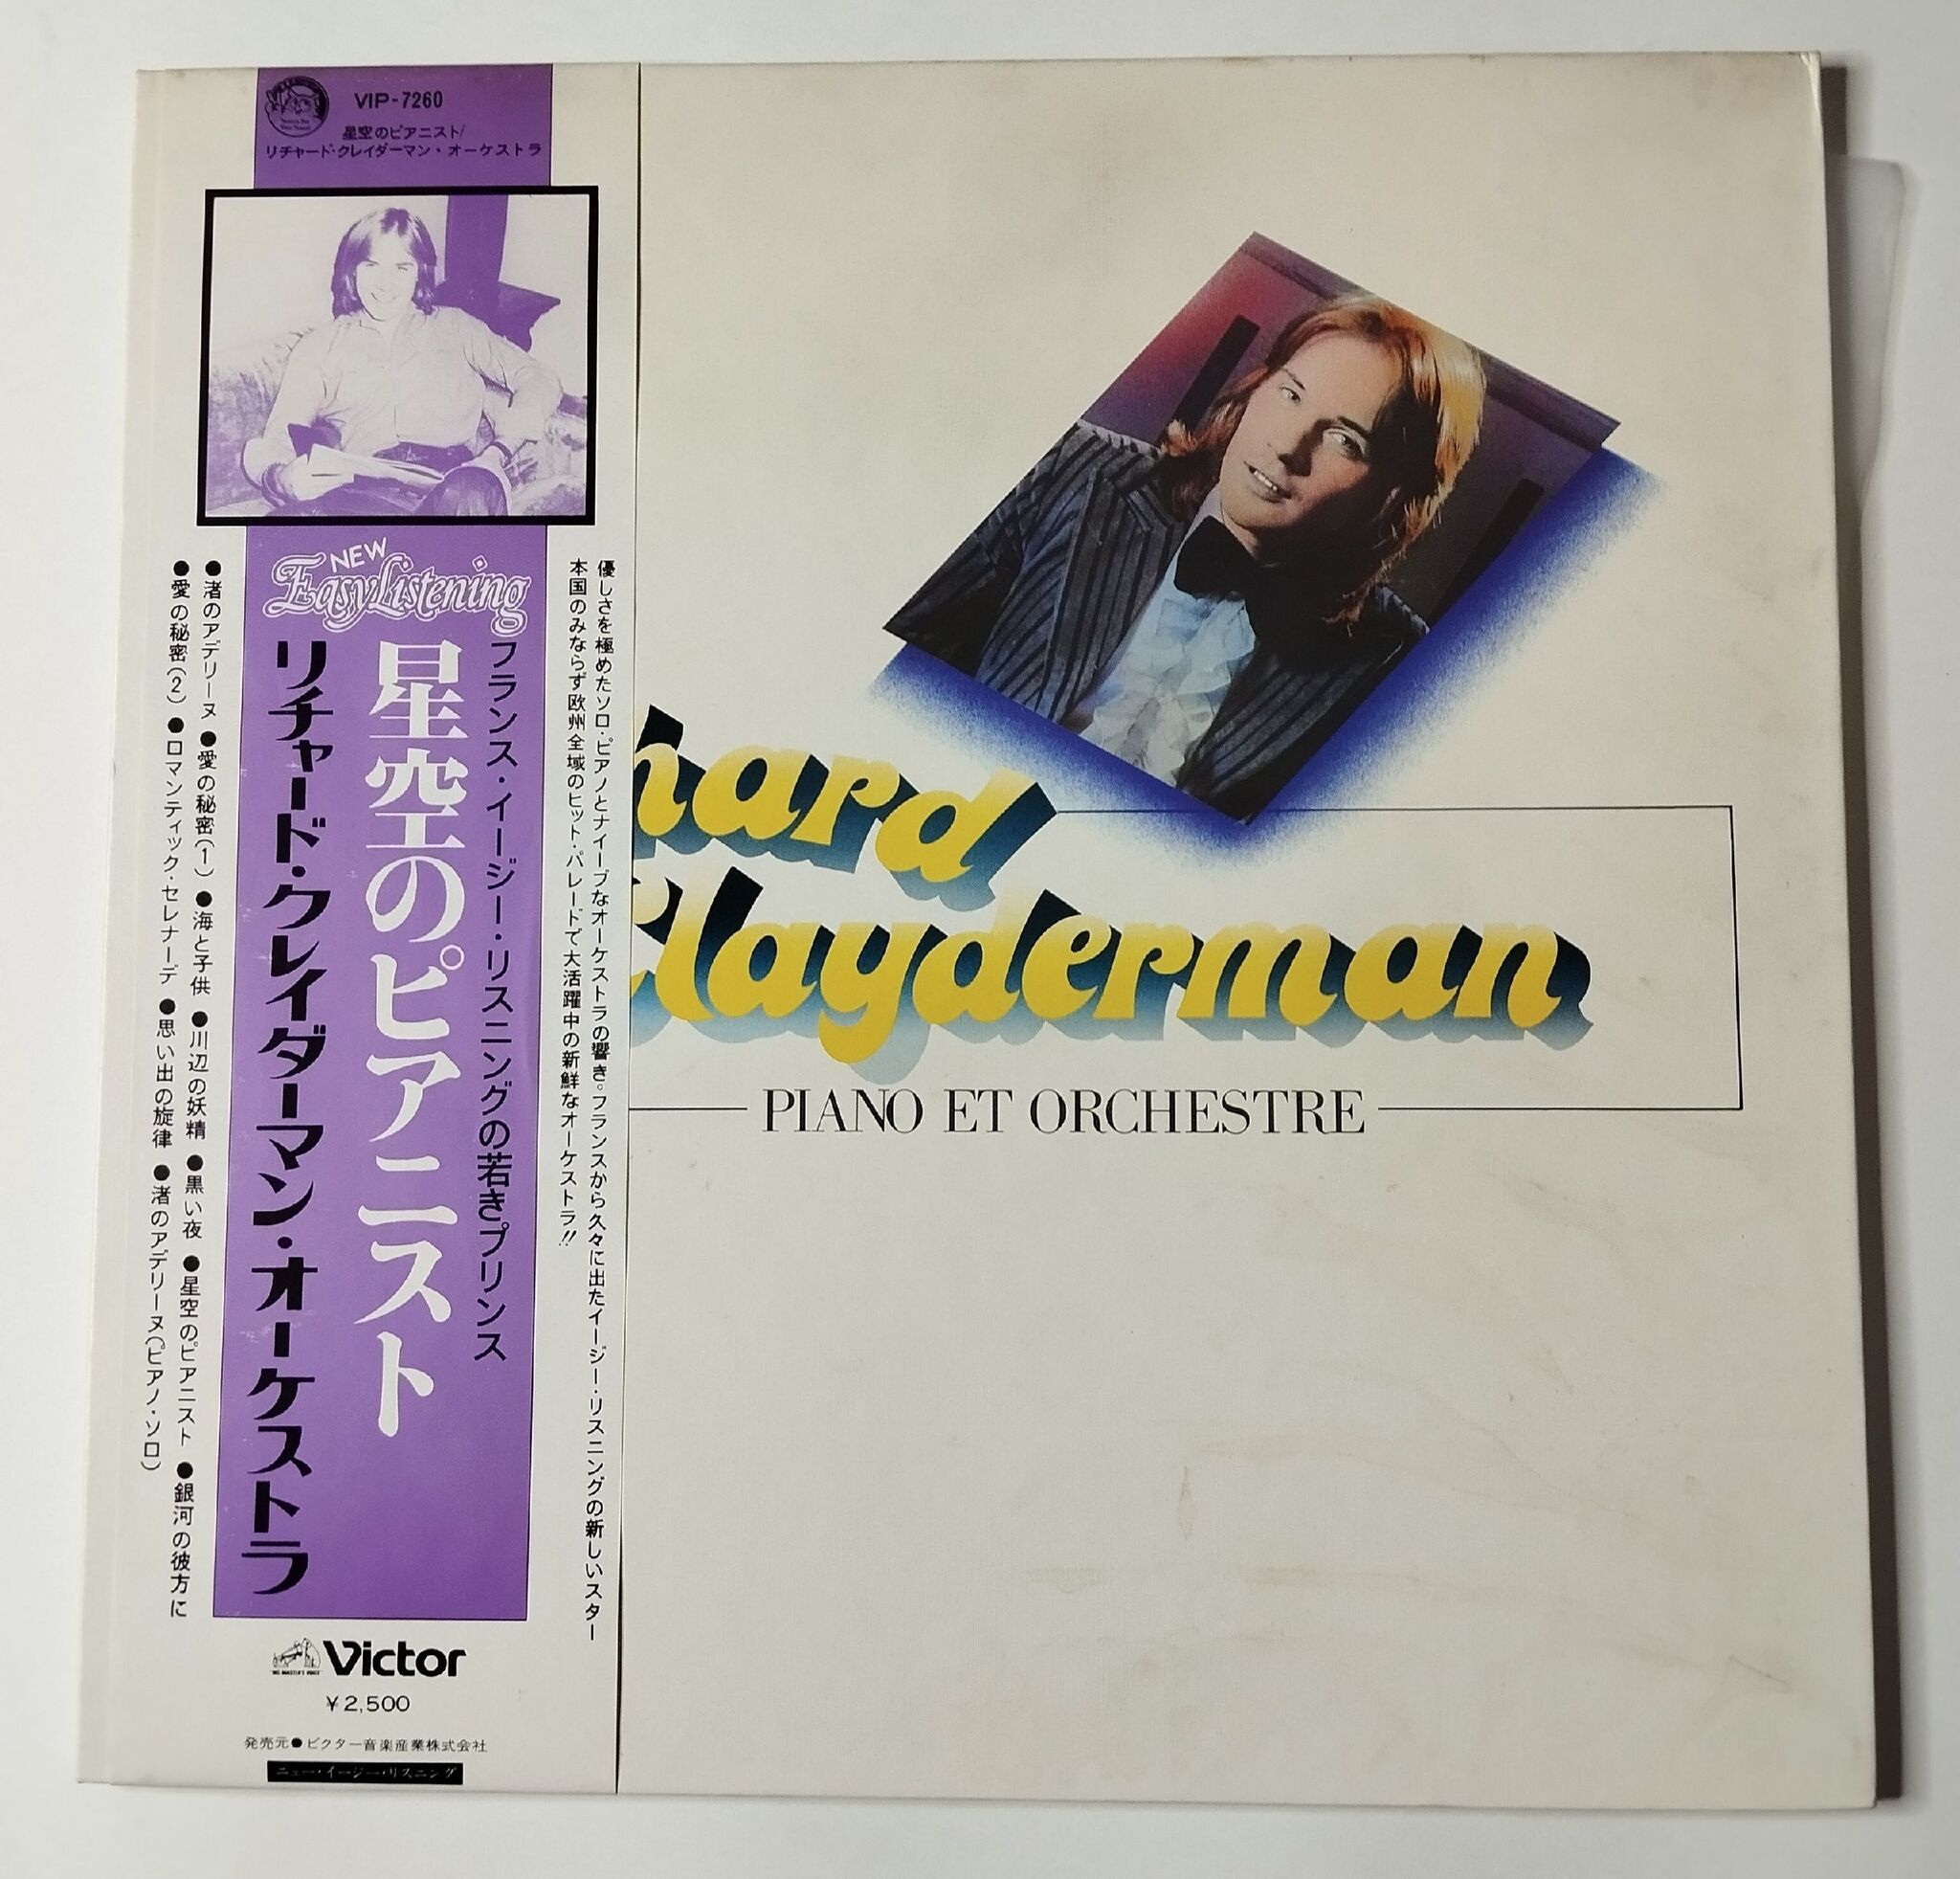 VIP-7260
星空のピアニスト/
リチャード・クレイダーマン・オーケストラ
NEW
Easy Listening
優しさを極めたソロ・ピアノとナイーブなオーケストラの響き。フランスから久々に出たイージー・リスニングの新しいスター
本国のみならず欧州全域のヒット・パレードで大活躍中の新鮮なオーケストラ!!
フランス・イージー・リスニングの若きプリンス
星空のピアニスト
リチャード・クレイダーマン・オーケストラ
●渚のアデリーヌ ●愛の秘密(1) ●海と子供 ●川辺の妖精 ●黒い夜 ●星空のピアニスト ●銀河の彼方に
●愛の秘密(2) ●ロマンティック・セレナーデ ●思い出の旋律 ●渚のアデリーヌ(ピアノ・ソロ)
"HIS MASTER'S VOICE"
Victor
¥2,500
発売元●ビクター音楽産業株式会社
ニュー・イージー・リスニング
hard
Clayderman
PIANO ET ORCHESTRE